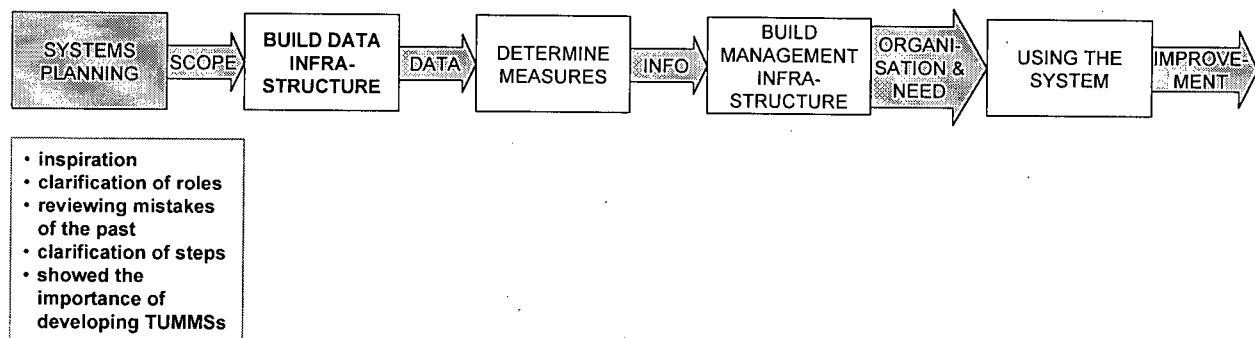 SYSTEMS
PLANNING
SCOPE
BUILD DATA
INFRA-
STRUCTURE
DATA
DETERMINE
MEASURES
INFO
BUILD
MANAGEMENT
INFRA-
STRUCTURE
ORGANI-
SATION &
NEED
USING THE
SYSTEM
IMPROVE-
MENT
• inspiration
• clarification of roles
• reviewing mistakes
of the past
• clarification of steps
• showed the
importance of
developing TUMMSs